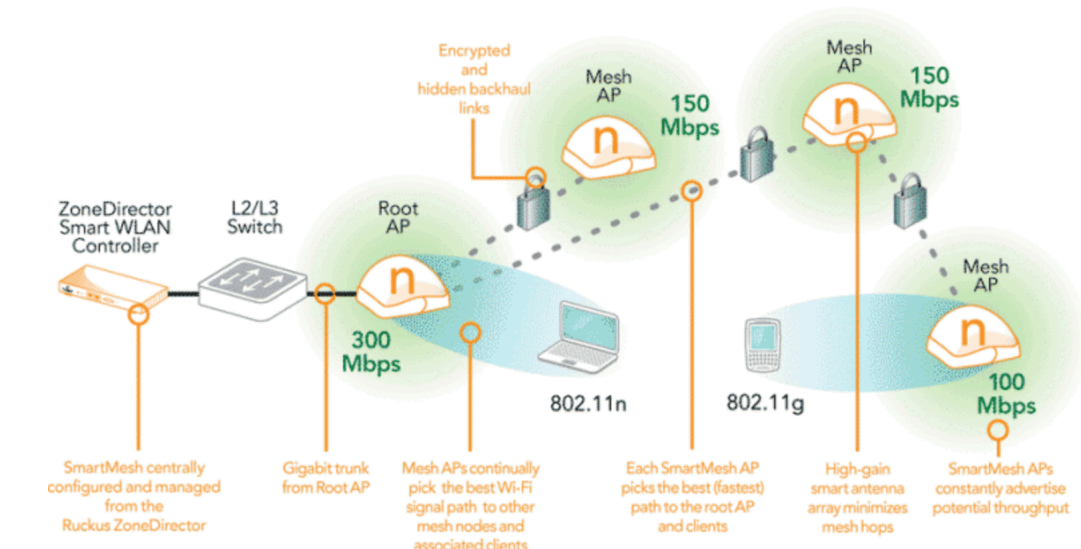 Encrypted
and
hidden backhaul
links
Mesh
AP
150
Mbps
Mesh
AP
150
Mbps
ZoneDirector
Smart WLAN
Controller
L2/L3
Switch
Root
AP
n
n
n
n
300
Mbps
Mesh
AP
100
Mbps
802.11n
802.11g
SmartMesh centrally
configured and managed
from the
Ruckus ZoneDirector
Gigabit trunk
from Root AP
Mesh APs continually
pick the best Wi-Fi
signal path to other
mesh nodes and
associated clients
Each SmartMesh AP
picks the best (fastest)
path to the root AP
and clients
High-gain
smart antenna
array minimizes
mesh hops
SmartMesh APs
constantly advertise
potential throughput